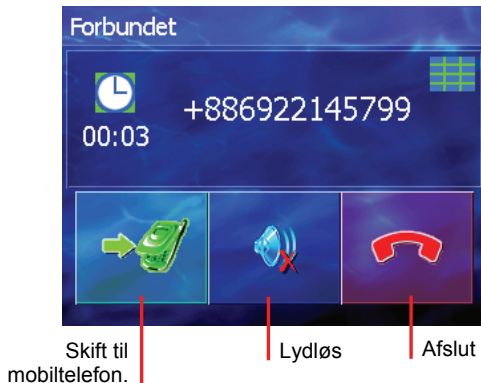 Forbundet
+886922145799
00:03
Skift til
mobiltelefon.
Lydløs
Afslut